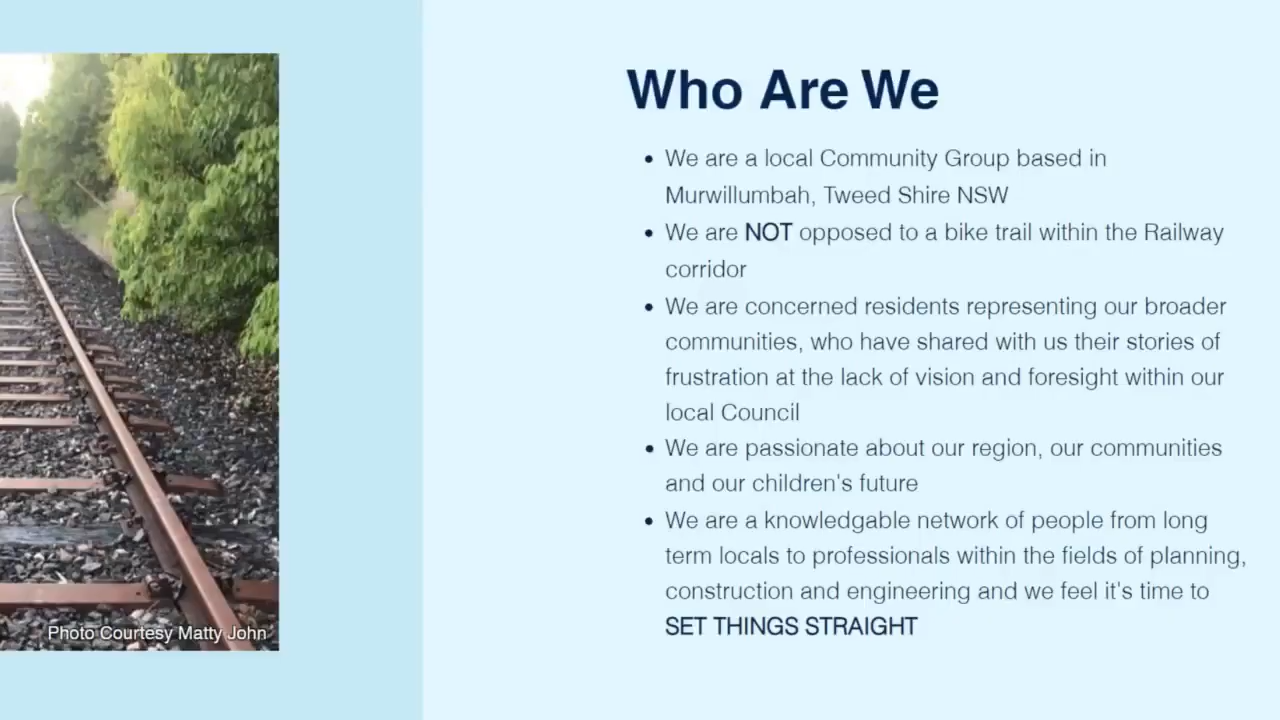 Who Are We
• We are a local Community Group based in
Murwillumbah, Tweed Shire NSW
• We are NOT opposed to a bike trail within the Railway
corridor
• We are concerned residents representing our broader
communities, who have shared with us their stories of
frustration at the lack of vision and foresight within our
local Council
• We are passionate about our region, our communities
and our children's future
• We are a knowledgable network of people from long
term locals to professionals within the fields of planning,
construction and engineering and we feel it's time to
SET THINGS STRAIGHT
Photo Courtesy Matty John